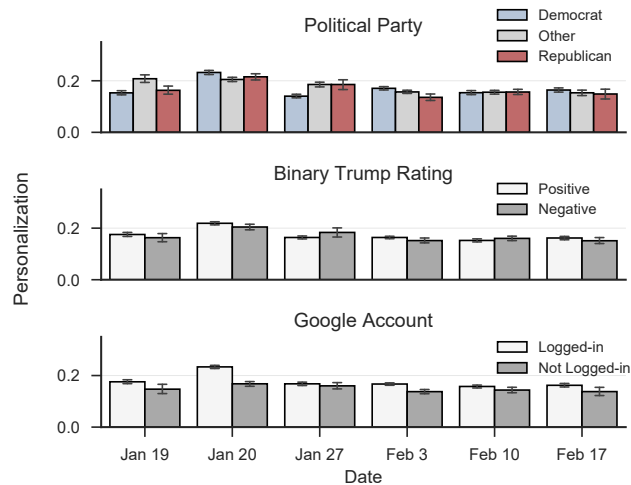 Political Party
Democrat
Other
Republican
0.2
0.0
Binary Trump Rating
Positive
Negative
0.2
0.0
Personalization
Google Account
Logged-in
Not Logged-in
0.2
0.0
Jan 19 Jan 20 Jan 27 Feb 3 Feb 10 Feb 17
Date